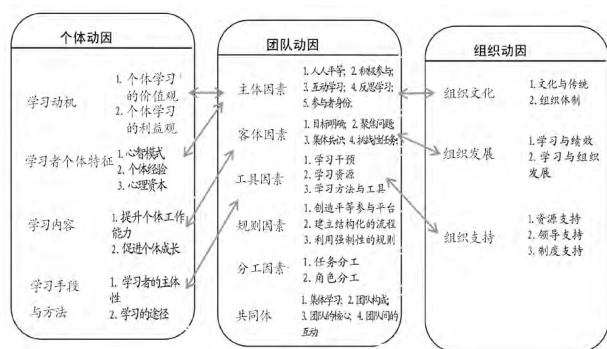 个体动因
学习动机
1. 个体学习
的价值观
2. 个体学习
的利益观
学习者个体特征
1. 心智模式
2. 个体经验
3. 心理资本
学习内容
1. 提升个体工作
能力
2. 促进个体成长
学习手段
与方法
1. 学习者的主体
性
2. 学习的途径
团队动因
主体因素
1. 人人平等; 2. 积极参与;
3. 互动学习; 4. 反思学习;
5. 参与者身份.
客体因素
1. 目标明确; 2. 聚焦问题;
3. 集体共识; 4. 挑战性任务;
工具因素
1. 学习干预
2. 学习资源
3. 学习方法与工具
规则因素
1. 创造平等参与平台
2. 建立结构化的流程
3. 利用强制性的规则
分工因素
1. 任务分工
2. 角色分工
共同体
1. 集体学习; 2. 团队构成;
3. 团队的核心; 4. 团队间的
互动
组织动因
组织文化
1. 文化与传统
2. 组织体制
组织发展
1. 学习与绩效
2. 学习与组织
发展
组织支持
1. 资源支持
2. 领导支持
3. 制度支持